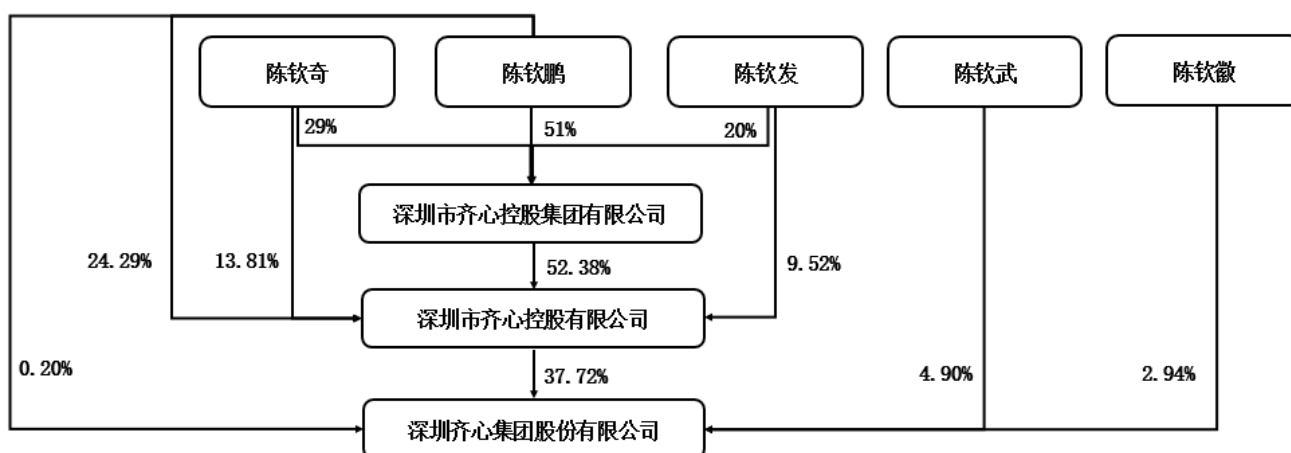 陈钦奇
陈钦鹏
陈钦发
陈钦武
陈钦徽
29%
51%
20%
深圳市齐心控股集团有限公司
24.29%
13.81%
52.38%
9.52%
深圳市齐心控股有限公司
0.20%
37.72%
4.90%
2.94%
深圳齐心集团股份有限公司